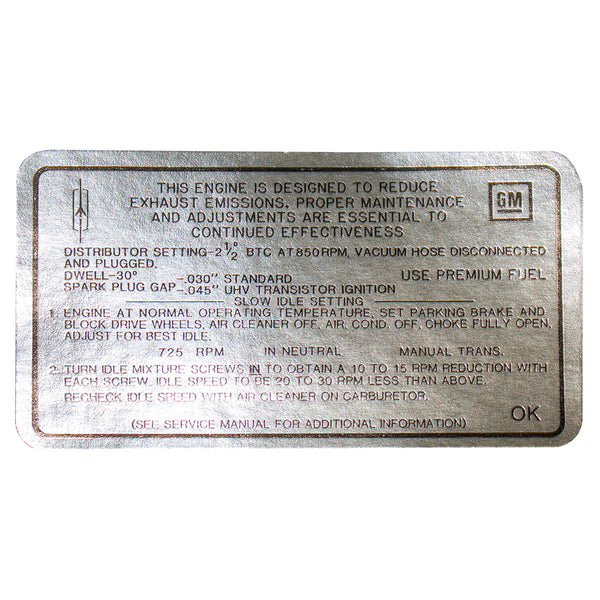 THIS ENGINE IS DESIGNED TO REDUCE
EXHAUST EMISSIONS, PROPER MAINTENANCE
AND ADJUSTMENTS ARE ESSENTIAL TO
CONTINUED EFFECTIVENESS
GM
DISTRIBUTOR SETTING-2 1/2° BTC AT 850 RPM, VACUUM HOSE DISCONNECTED
AND PLUGGED.
DWELL-30° -.030" STANDARD USE PREMIUM FUEL
SPARK PLUG GAP-.045" UHV TRANSISTOR IGNITION
SLOW IDLE SETTING
1. ENGINE AT NORMAL OPERATING TEMPERATURE, SET PARKING BRAKE AND
BLOCK DRIVE WHEELS, AIR CLEANER OFF, AIR, COND. OFF, CHOKE FULLY OPEN,
ADJUST FOR BEST IDLE.
725 RPM IN NEUTRAL MANUAL TRANS.
2. TURN IDLE MIXTURE SCREWS IN TO OBTAIN A 10 TO 15 RPM REDUCTION WITH
EACH SCREW. IDLE SPEED TO BE 20 TO 30 RPM LESS THAN ABOVE.
RECHECK IDLE SPEED WITH AIR CLEANER ON CARBURETOR.
OK
(SEE SERVICE MANUAL FOR ADDITIONAL INFORMATION)